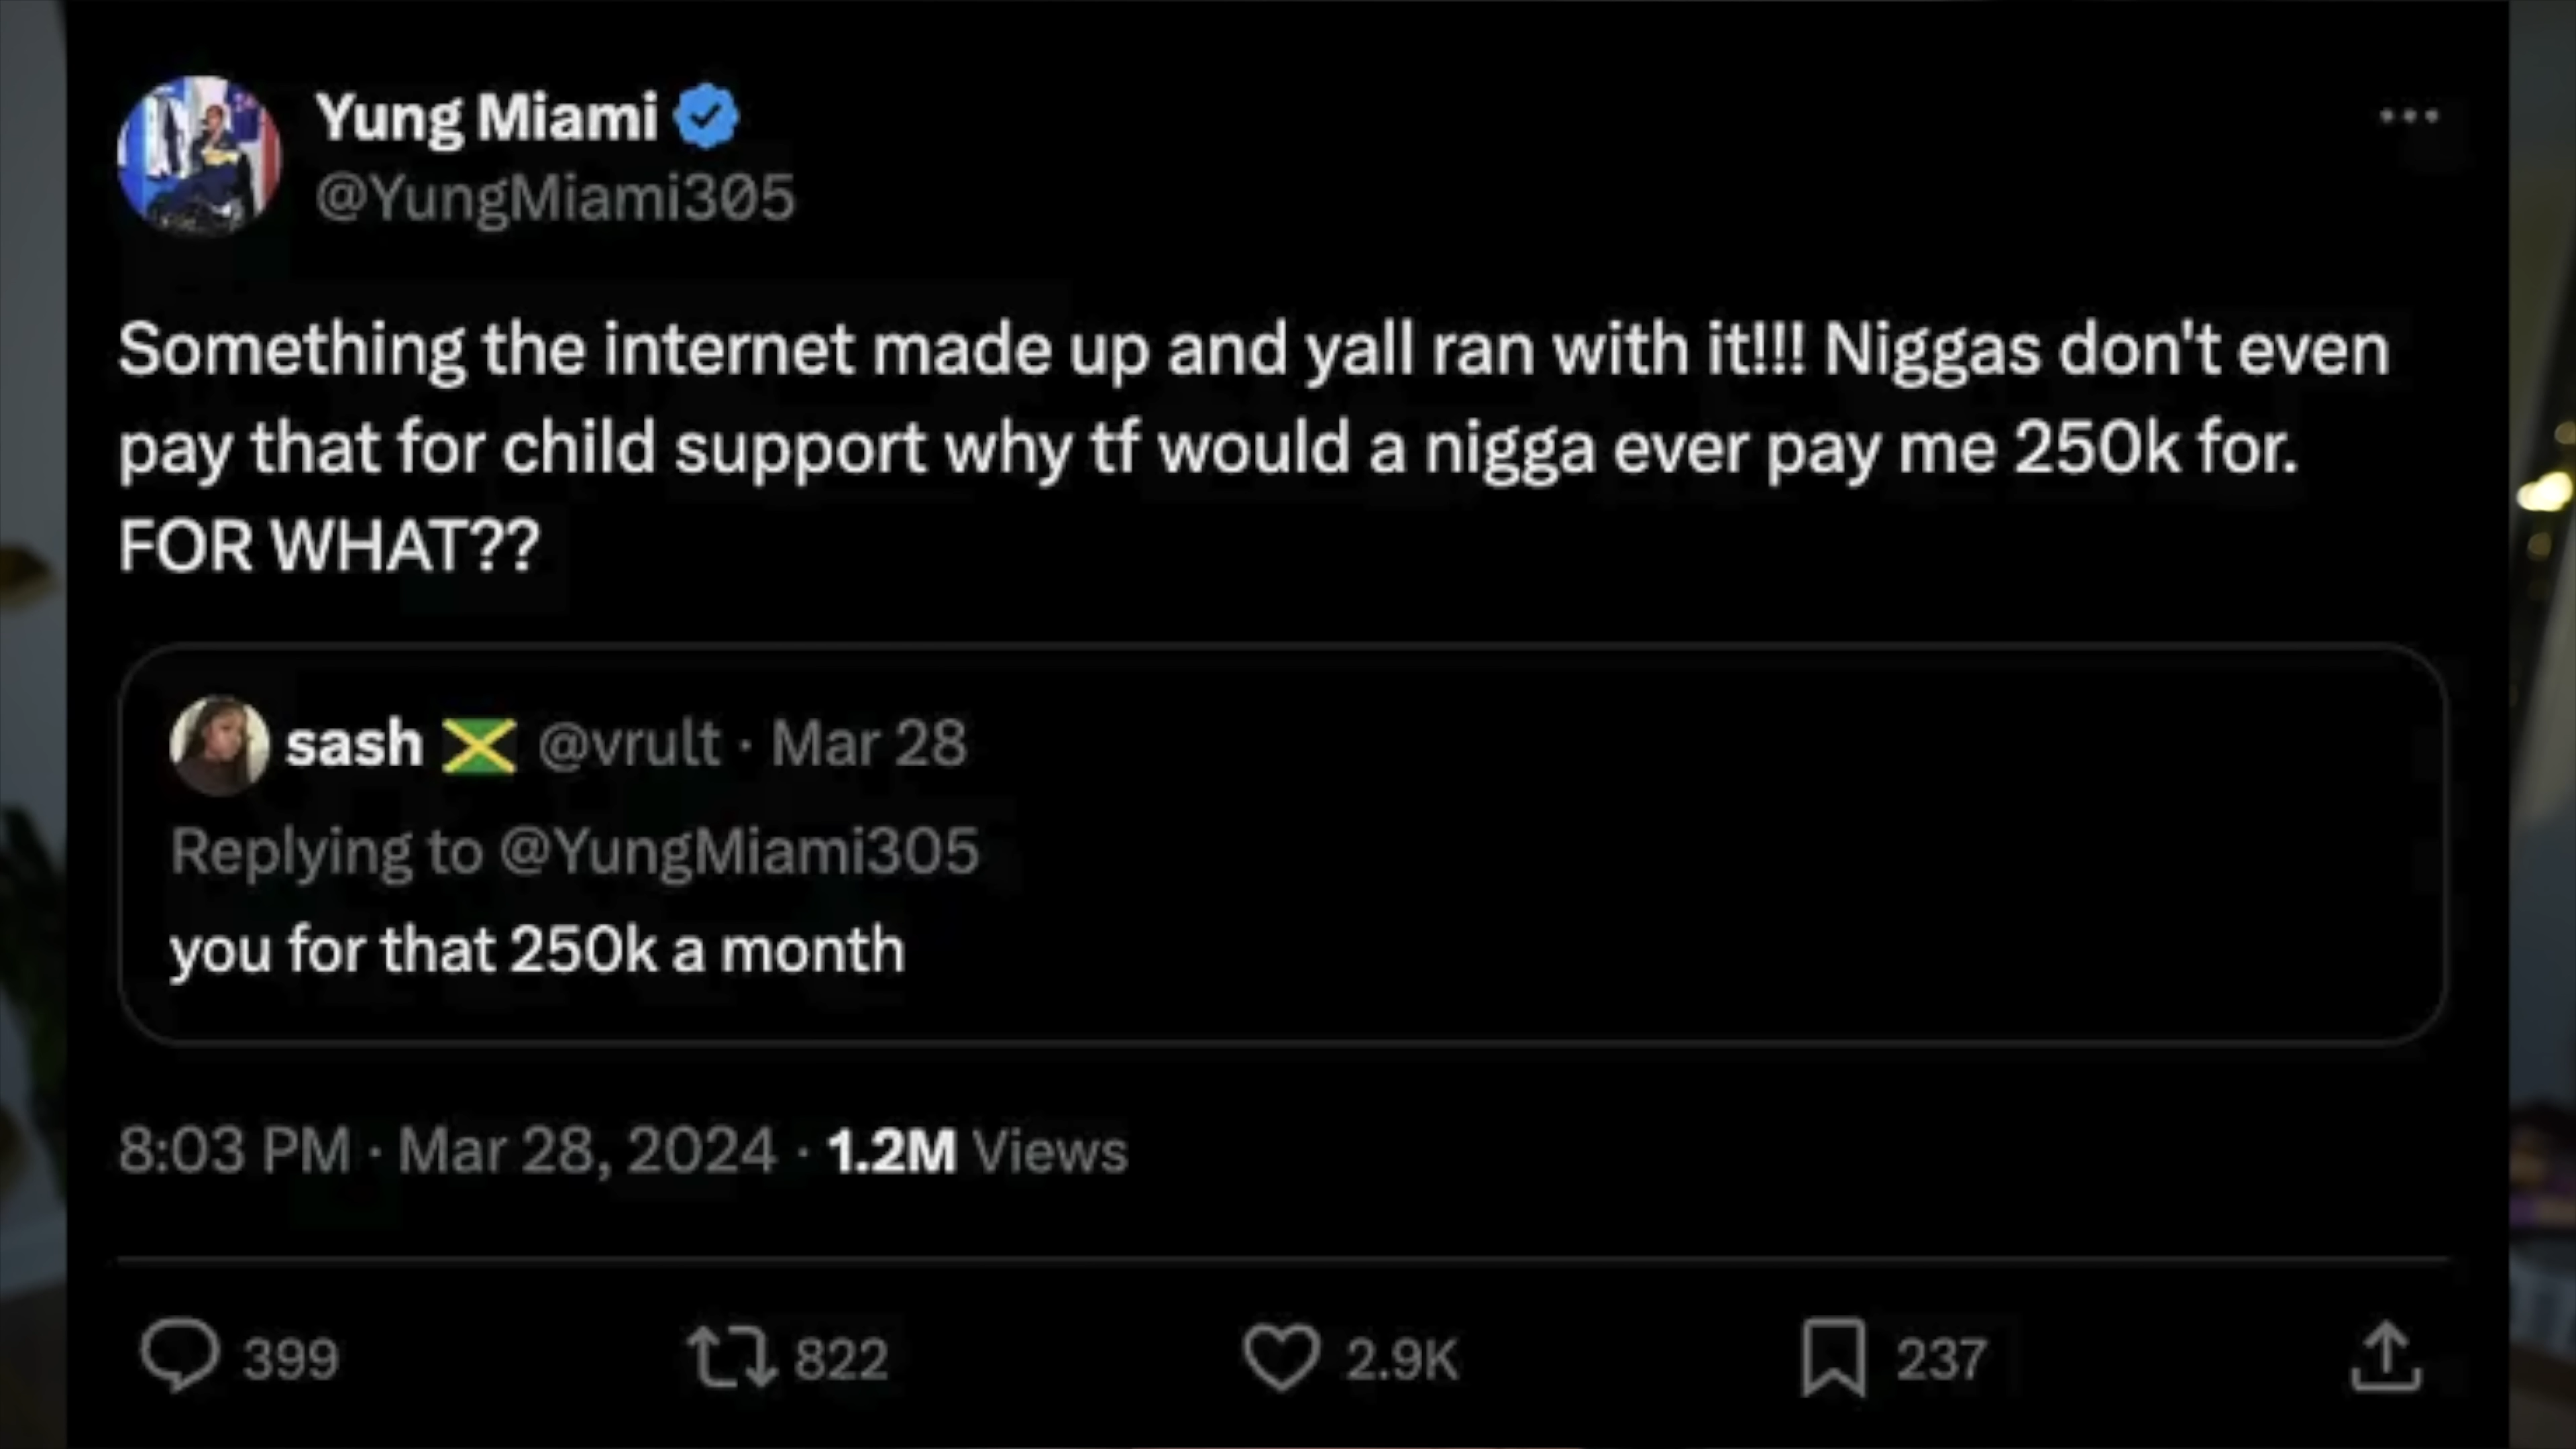 Yung Miami
@YungMiami305
Something the internet made up and yall ran with it!!! Niggas don't even
pay that for child support why tf would a nigga ever pay me 250k for.
FOR WHAT??
sash 🇯🇲 @vrult · Mar 28
Replying to @YungMiami305
you for that 250k a month
8:03 PM · Mar 28, 2024 · 1.2M Views
399 822 2.9K 237